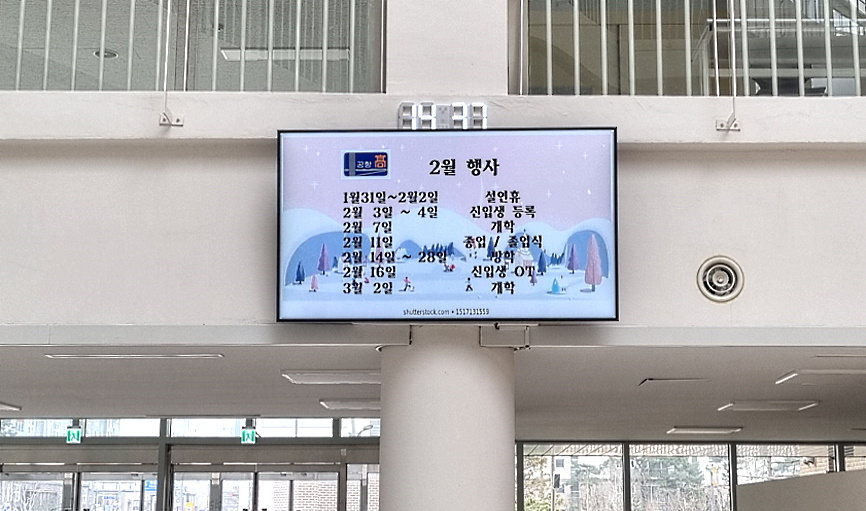 공항 高
2월 행사
1월31일~2월2일 설연휴
2월 3일 ~ 4일 신입생 등록
2월 7일 개학
2월 11일 종업 / 졸업식
2월 14일 ~ 28일 방학
2월 16일 신입생 OT
3월 2일 개학
shutterstock.com • 1517131559